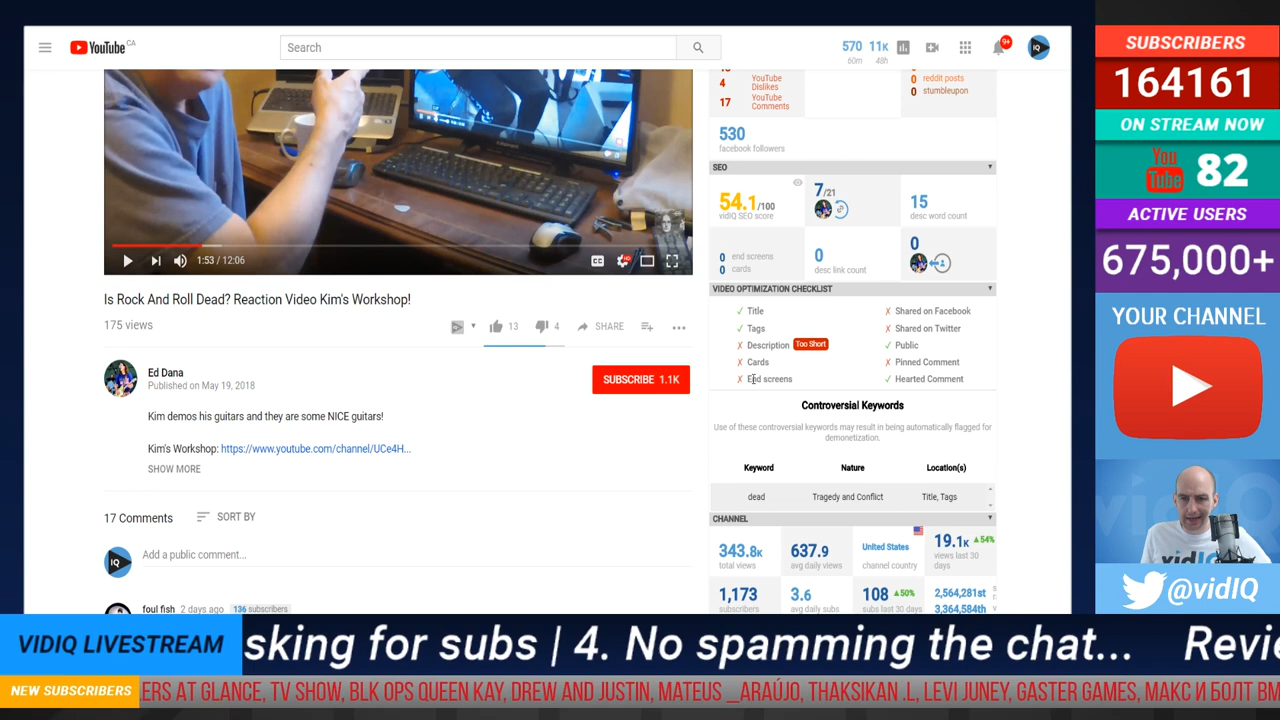 YouTube CA
Search
570 11K
60m 48h
9+
IQ
SUBSCRIBERS
164161
ON STREAM NOW
You Tube 82
ACTIVE USERS
675,000+
YOUR CHANNEL
4 YouTube Dislikes
17 YouTube Comments
0 reddit posts
0 stumbleupon
530
facebook followers
SEO
54.1/100
vidIQ SEO score
7/21
15
desc word count
0 end screens
0 cards
0
desc link count
0
1:53 / 12:06
CC
HD
Is Rock And Roll Dead? Reaction Video Kim's Workshop!
175 views
13
4
SHARE
Ed Dana
Published on May 19, 2018
SUBSCRIBE 1.1K
Kim demos his guitars and they are some NICE guitars!
Kim's Workshop: https://www.youtube.com/channel/UCe4H...
SHOW MORE
17 Comments
SORT BY
Add a public comment...
IQ
foul fish 2 days ago 136 subscribers
VIDEO OPTIMIZATION CHECKLIST
✓ Title
✗ Shared on Facebook
✓ Tags
✗ Shared on Twitter
✗ Description Too Short
✓ Public
✗ Cards
✗ Pinned Comment
✗ End screens
✓ Hearted Comment
Controversial Keywords
Use of these controversial keywords may result in being automatically flagged for
demonetization.
Keyword Nature Location(s)
dead Tragedy and Conflict Title, Tags
CHANNEL
343.8K
total views
637.9
avg daily views
United States
channel country
19.1K ▲54%
views last 30
days
1,173
subscribers
3.6
avg daily subs
108 ▲50%
subs last 30 days
2,564,281st
3,364,584th
@vidIQ
VIDIQ LIVESTREAM
sking for subs | 4. No spamming the chat... Revie
NEW SUBSCRIBERS
ERS AT GLANCE, TV SHOW, BLK OPS QUEEN KAY, DREW AND JUSTIN, MATEUS _ARAÚJO, THAKSIKAN .L, LEVI JUNEY, GASTER GAMES, МАКС И БОЛТ ВМ